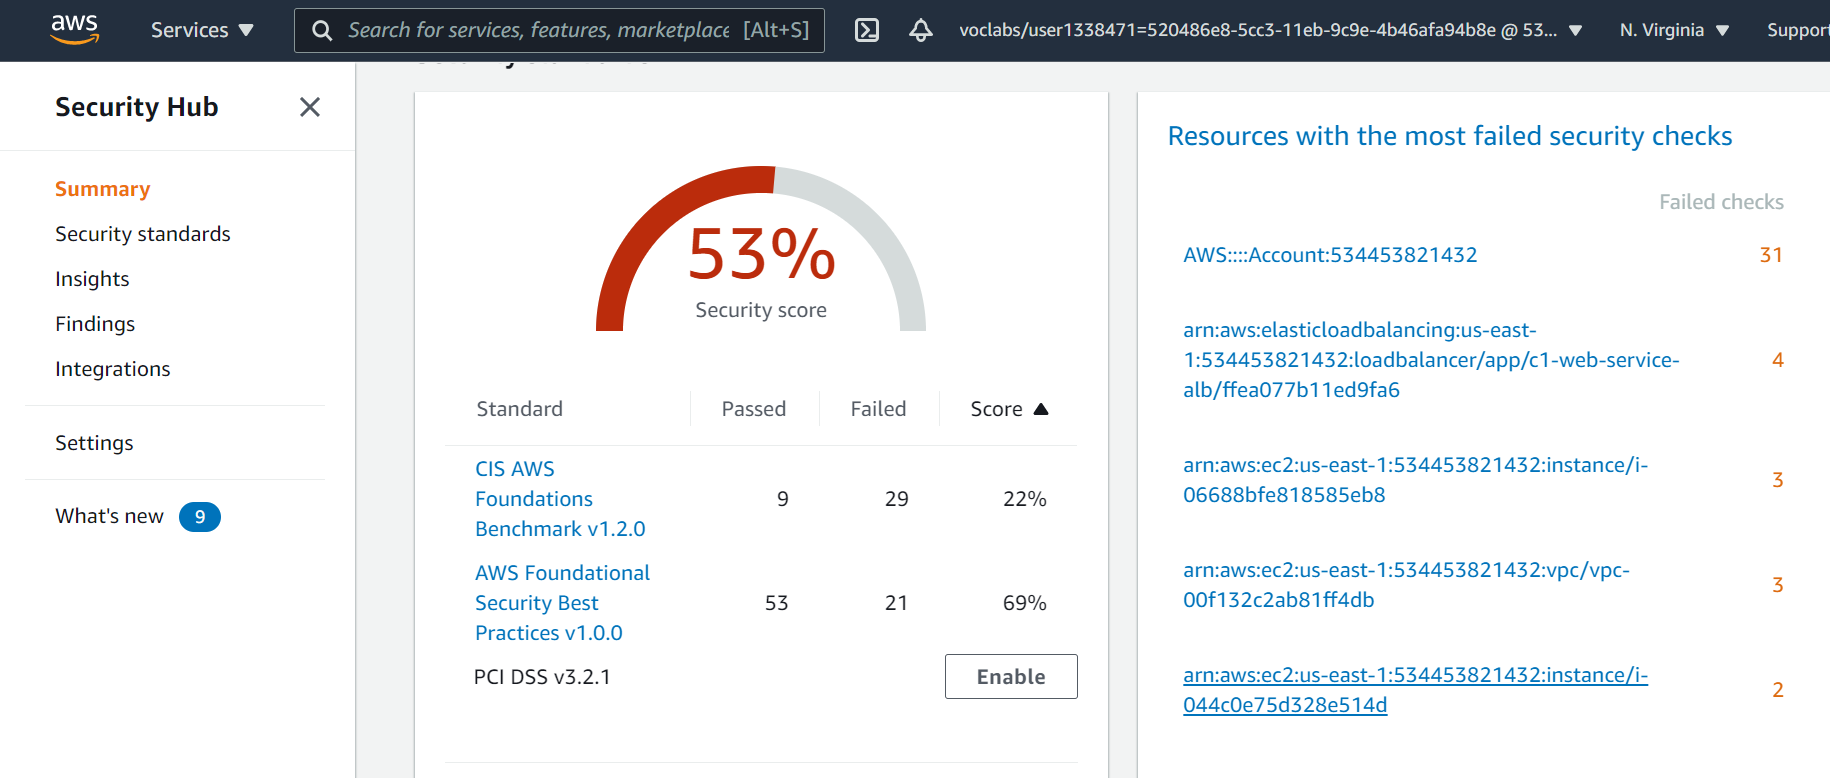 aws
Services
Search for services, features, marketplace [Alt+S]
voclabs/user1338471=520486e8-5cc3-11eb-9c9e-4b46afa94b8e @ 53...
N. Virginia
Support
Security Hub
Summary
Security standards
Insights
Findings
Integrations
Settings
What's new 9
53%
Security score
Standard Passed Failed Score
CIS AWS
Foundations 9 29 22%
Benchmark v1.2.0
AWS Foundational
Security Best 53 21 69%
Practices v1.0.0
PCI DSS v3.2.1 Enable
Resources with the most failed security checks
Failed checks
AWS::::Account:534453821432 31
arn:aws:elasticloadbalancing:us-east-
1:534453821432:loadbalancer/app/c1-web-service- 4
alb/ffea077b11ed9fa6
arn:aws:ec2:us-east-1:534453821432:instance/i-
06688bfe818585eb8 3
arn:aws:ec2:us-east-1:534453821432:vpc/vpc-
00f132c2ab81ff4db 3
arn:aws:ec2:us-east-1:534453821432:instance/i-
044c0e75d328e514d 2